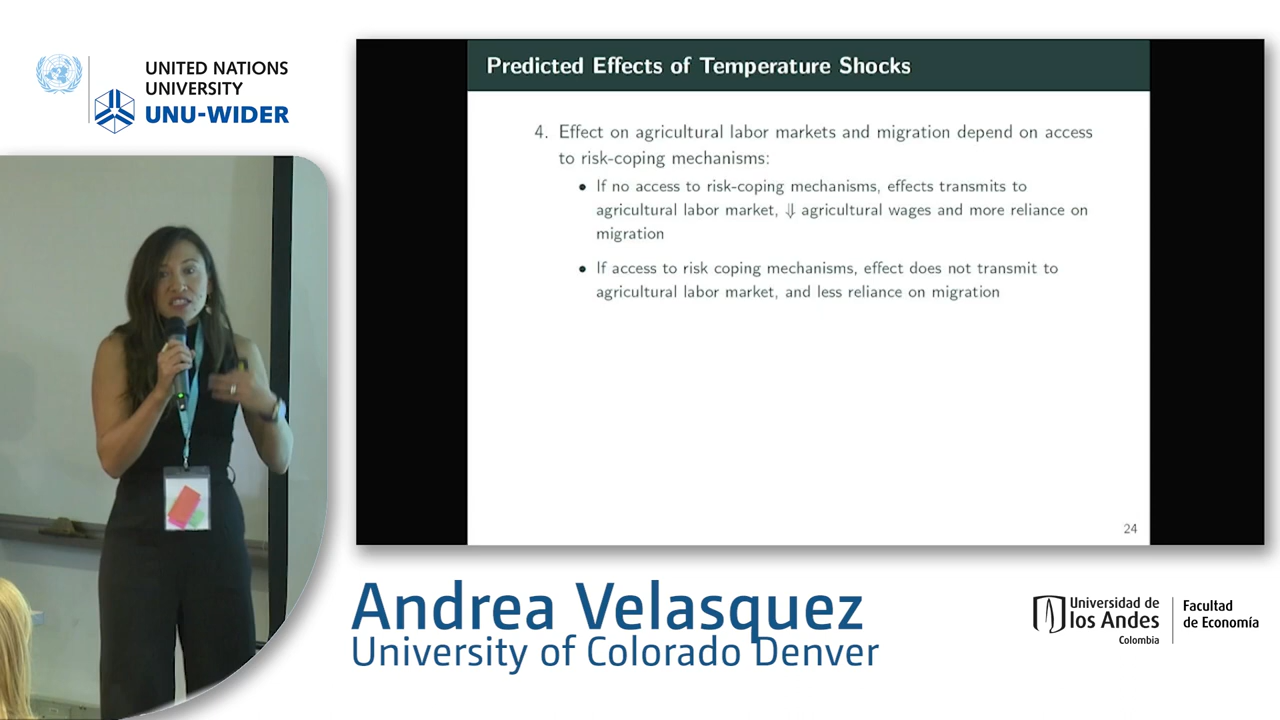 UNITED NATIONS
UNIVERSITY
UNU-WIDER
Predicted Effects of Temperature Shocks
4. Effect on agricultural labor markets and migration depend on access
to risk-coping mechanisms:
• If no access to risk-coping mechanisms, effects transmits to
agricultural labor market, ⇓ agricultural wages and more reliance on
migration
• If access to risk coping mechanisms, effect does not transmit to
agricultural labor market, and less reliance on migration
24
Andrea Velasquez
University of Colorado Denver
Universidad de
los Andes
Colombia
Facultad
de Economía